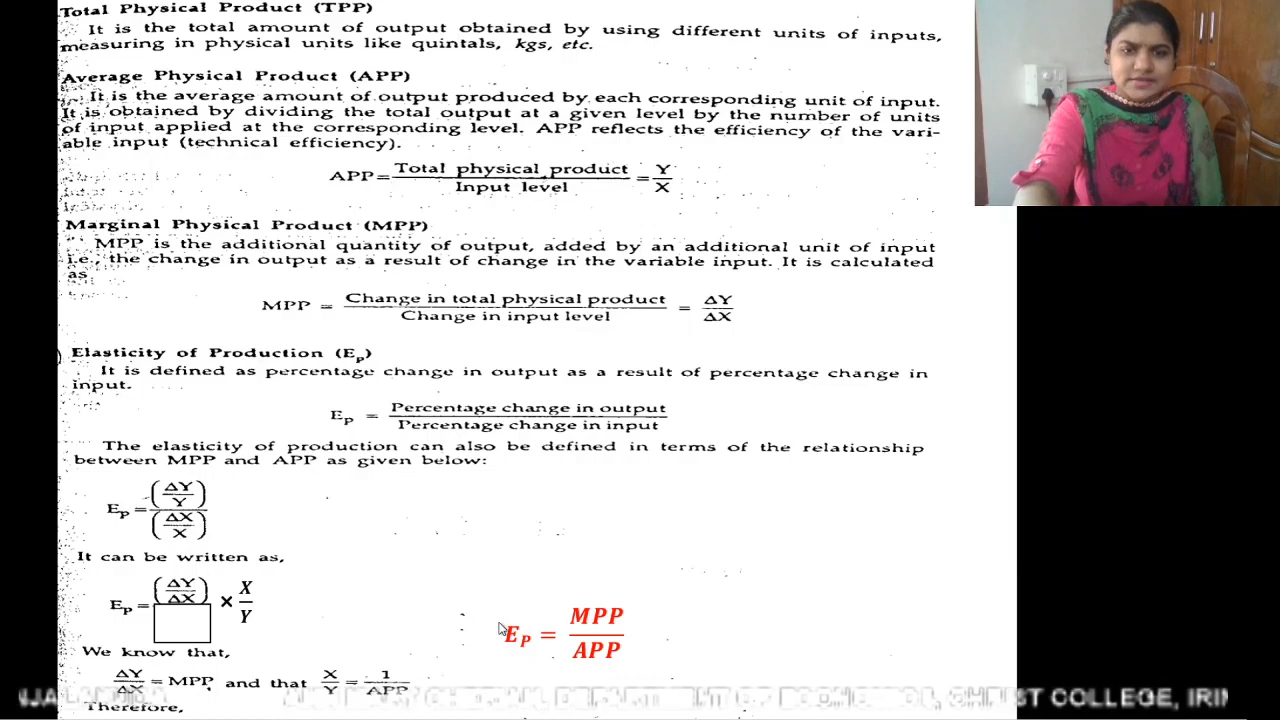 Total Physical Product (TPP)
It is the total amount of output obtained by using different units of inputs,
measuring in physical units like quintals, kgs, etc.
Average Physical Product (APP)
It is the average amount of output produced by each corresponding unit of input.
It is obtained by dividing the total output at a given level by the number of units
of input applied at the corresponding level. APP reflects the efficiency of the vari-
able input (technical efficiency).
APP = Total physical product / Input level = Y / X
Marginal Physical Product (MPP)
MPP is the additional quantity of output, added by an additional unit of input
i.e., the change in output as a result of change in the variable input. It is calculated
as
MPP = Change in total physical product / Change in input level = ΔY / ΔX
Elasticity of Production (Ep)
It is defined as percentage change in output as a result of percentage change in
input.
Ep = Percentage change in output / Percentage change in input
The elasticity of production can also be defined in terms of the relationship
between MPP and APP as given below:
Ep = (ΔY / Y) / (ΔX / X)
It can be written as,
Ep = (ΔY / ΔX) × X / Y
EP = MPP / APP
We know that,
ΔY / ΔX = MPP, and that X / Y = 1 / APP
Therefore,
COLLEGE, IRIN